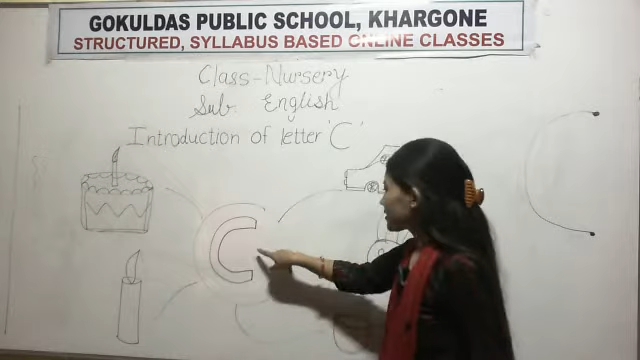 GOKULDAS PUBLIC SCHOOL, KHARGONE
STRUCTURED, SYLLABUS BASED ONLINE CLASSES
Class-Nursery
Sub English
Introduction of letter 'C'
C